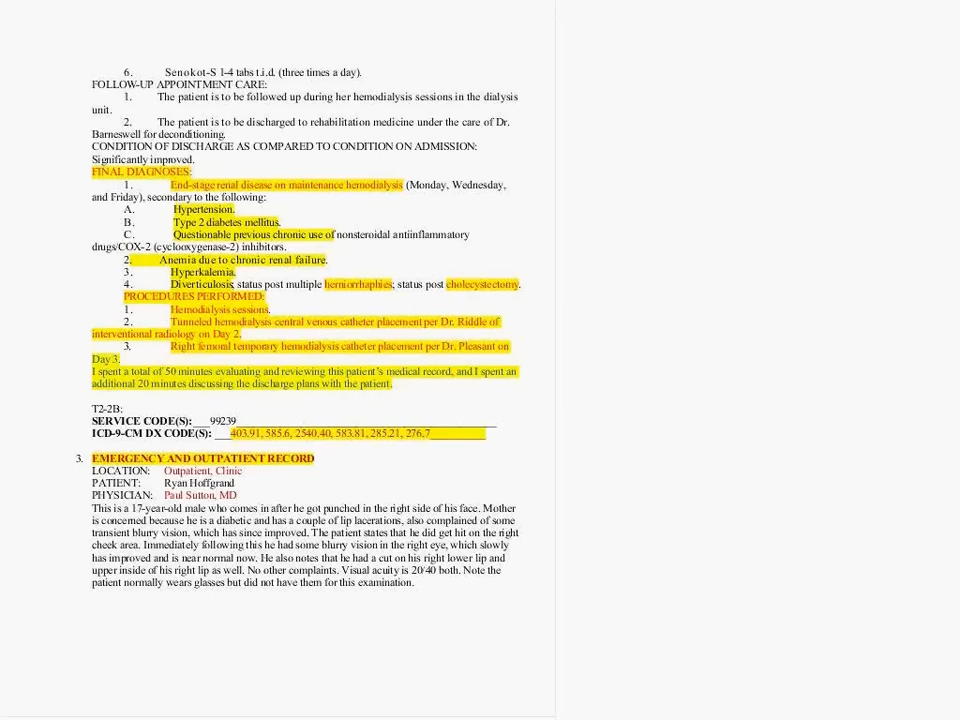 6. Senokot-S 1-4 tabs t.i.d. (three times a day).
FOLLOW-UP APPOINTMENT CARE:
1. The patient is to be followed up during her hemodialysis sessions in the dialysis
unit.
2. The patient is to be discharged to rehabilitation medicine under the care of Dr.
Barneswell for deconditioning.
CONDITION OF DISCHARGE AS COMPARED TO CONDITION ON ADMISSION:
Significantly improved.
FINAL DIAGNOSES:
1. End-stage renal disease on maintenance hemodialysis (Monday, Wednesday,
and Friday), secondary to the following:
A. Hypertension.
B. Type 2 diabetes mellitus.
C. Questionable previous chronic use of nonsteroidal antiinflammatory
drugs/COX-2 (cyclooxygenase-2) inhibitors.
2. Anemia due to chronic renal failure.
3. Hyperkalemia.
4. Diverticulosis; status post multiple herniorrhaphies; status post cholecystectomy.
PROCEDURES PERFORMED:
1. Hemodialysis sessions.
2. Tunneled hemodialysis central venous catheter placement per Dr. Riddle of
interventional radiology on Day 2.
3. Right femoral temporary hemodialysis catheter placement per Dr. Pleasant on
Day 3.
I spent a total of 50 minutes evaluating and reviewing this patient's medical record, and I spent an
additional 20 minutes discussing the discharge plans with the patient.
T2-2B:
SERVICE CODE(S):___99239___
ICD-9-CM DX CODE(S): ___403.91, 585.6, 2540.40, 583.81, 285.21, 276.7___
3. EMERGENCY AND OUTPATIENT RECORD
LOCATION: Outpatient, Clinic
PATIENT: Ryan Hoffgrand
PHYSICIAN: Paul Sutton, MD
This is a 17-year-old male who comes in after he got punched in the right side of his face. Mother
is concerned because he is a diabetic and has a couple of lip lacerations, also complained of some
transient blurry vision, which has since improved. The patient states that he did get hit on the right
cheek area. Immediately following this he had some blurry vision in the right eye, which slowly
has improved and is near normal now. He also notes that he had a cut on his right lower lip and
upper inside of his right lip as well. No other complaints. Visual acuity is 20/40 both. Note the
patient normally wears glasses but did not have them for this examination.